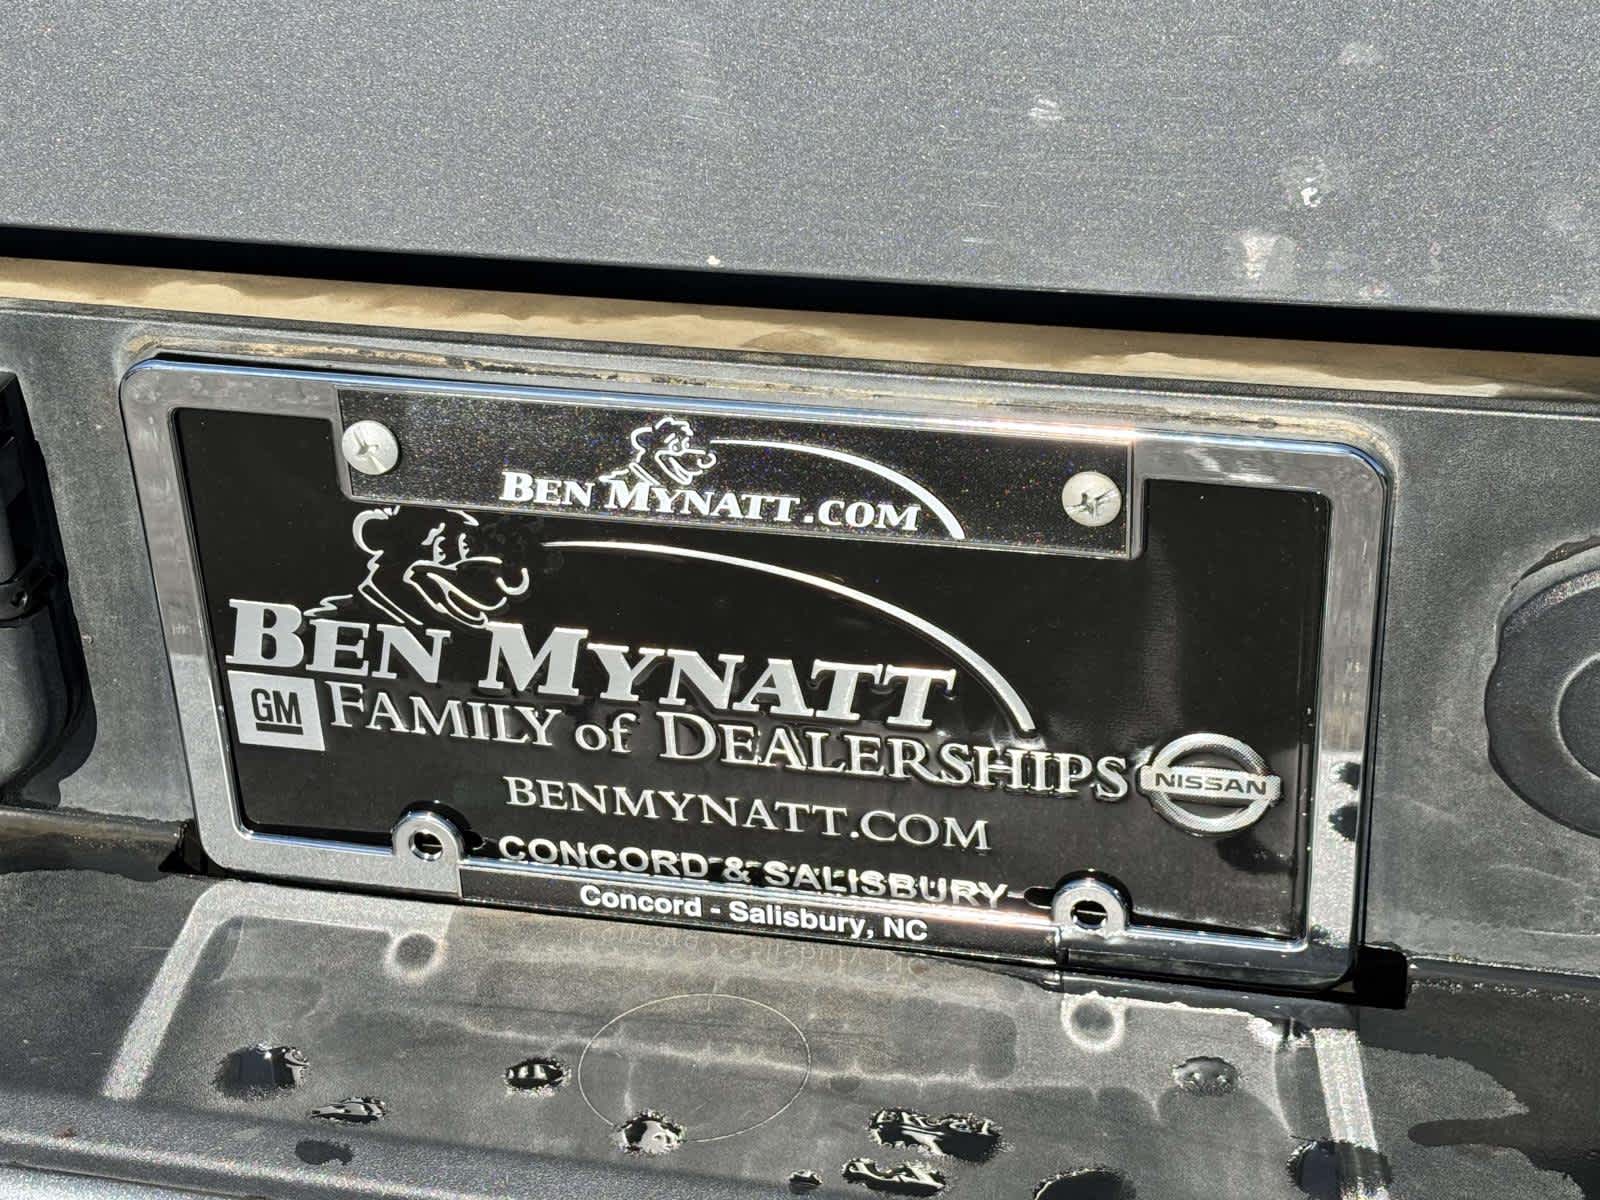 BEN MYNATT.COM
BEN MYNATT
GM FAMILY of DEALERSHIPS NISSAN
BENMYNATT.COM
CONCORD & SALISBURY
Concord - Salisbury, NC